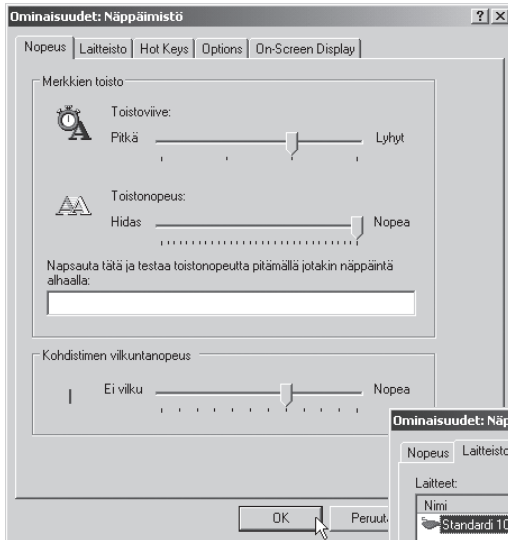 Ominaisuudet: Näppäimistö
Nopeus Laitteisto Hot Keys Options On-Screen Display
Merkkien toisto
Toistoviive:
Pitkä Lyhyt
Toistonopeus:
Hidas Nopea
Napsauta tätä ja testaa toistonopeutta pitämällä jotakin näppäintä
alhaalla:
Kohdistimen vilkuntanopeus
Ei vilku Nopea
OK
Ominaisuudet:
Nopeus Laitteisto
Laitteet:
Nimi
Standardi